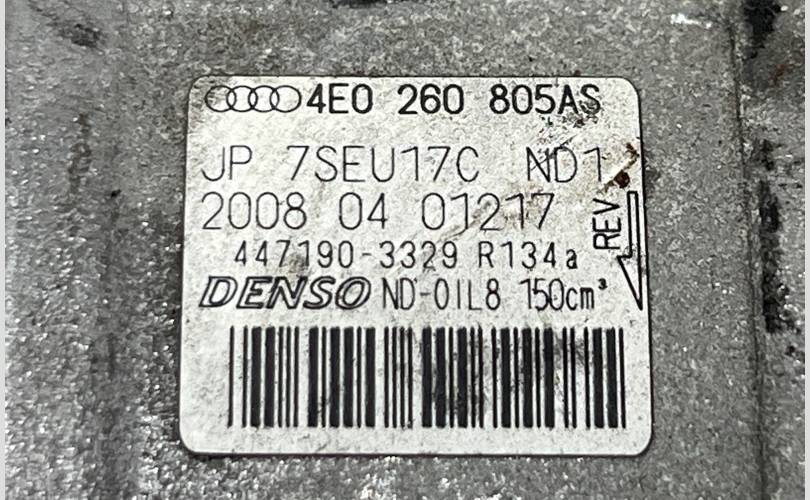 4E0 260 805AS
JP 7SEU17C ND1
2008 04 01217
REV
447190-3329 R134a
DENSO ND-OIL8 150cm³